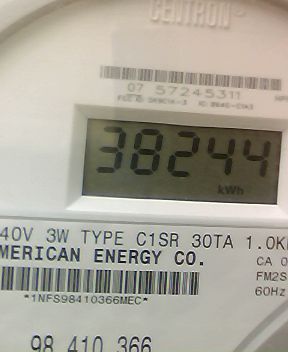 CENTRON®
07 57245311
38244
kWh
40V 3W TYPE C1SR 30TA 1.0K
MERICAN ENERGY CO.
CA 0
FM2S
*1NFS98410366MEC*
60Hz
98 410 366